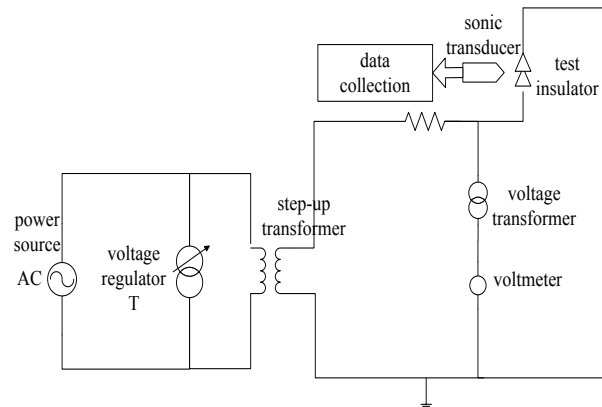 sonic
transducer
data
collection
test
insulator
step-up
transformer
voltage
transformer
power
source
AC
voltage
regulator
T
voltmeter